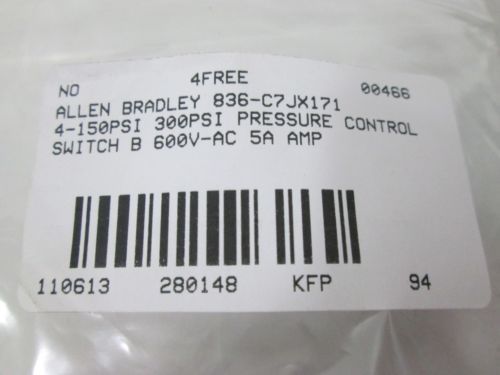 NO 4FREE 00466
ALLEN BRADLEY 836-C7JX171
4-150PSI 300PSI PRESSURE CONTROL
SWITCH B 600V-AC 5A AMP
110613 280148 KFP 94